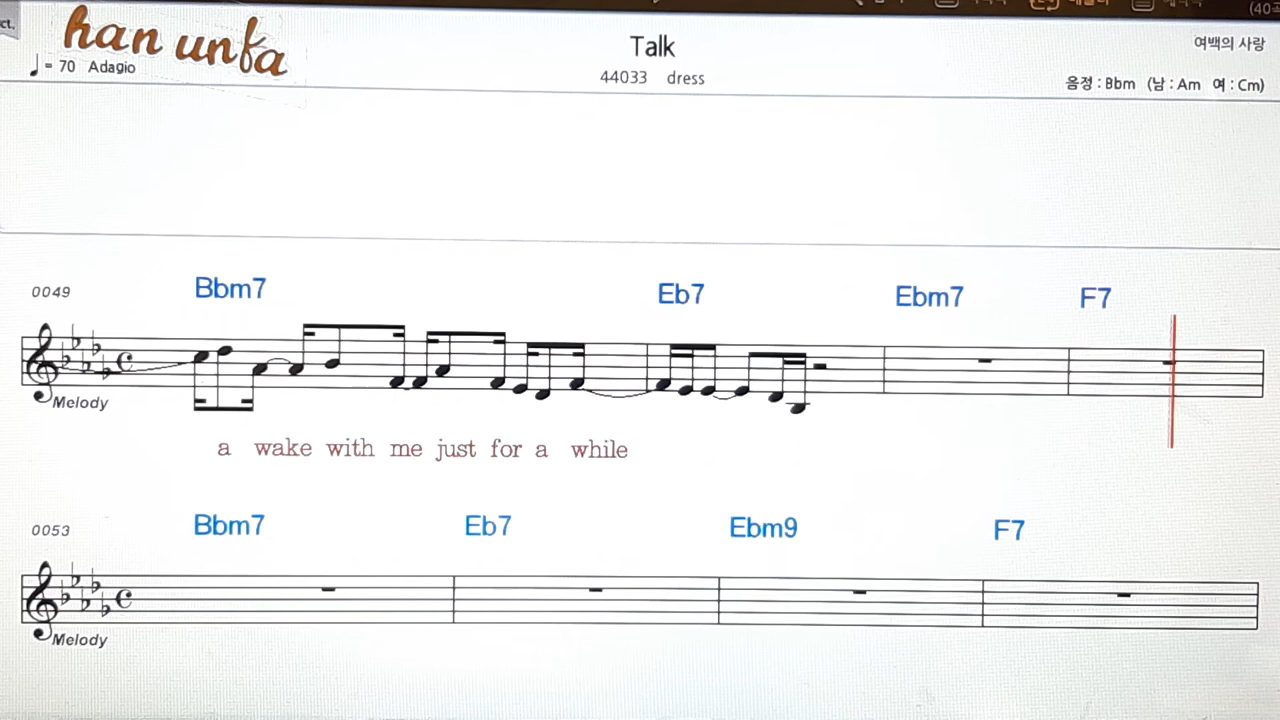 ct.
han unfa
Talk
여백의 사랑
♩= 70 Adagio
44033 dress
음정 : Bbm (남 : Am 여 : Cm)
0049
Bbm7 Eb7 Ebm7 F7
Melody
a wake with me just for a while
0053
Bbm7 Eb7 Ebm9 F7
Melody